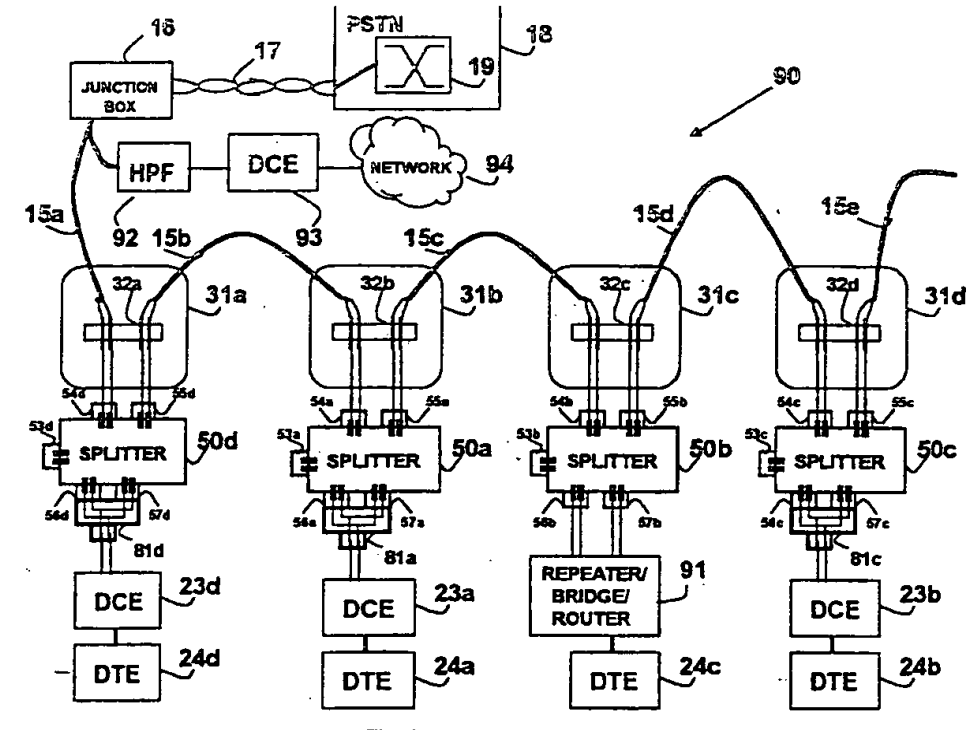 16
PSTN
18
17
19
JUNCTION
BOX
90
HPF
DCE
NETWORK
94
15a
92
15b
93
15c
15d
15e
32a
31a
32b
31b
32c
31c
32d
31d
54d
55d
54a
55a
54b
55b
54c
55c
53d
SPLITTER
50d
53a
SPLITTER
50a
53b
SPLITTER
50b
53c
SPLITTER
50c
56d
57d
56a
57a
56b
57b
57c
81d
81a
81c
DCE
23d
DCE
23a
REPEATER/
BRIDGE/
ROUTER
91
DCE
23b
DTE
24d
DTE
24a
DTE
24c
DTE
24b